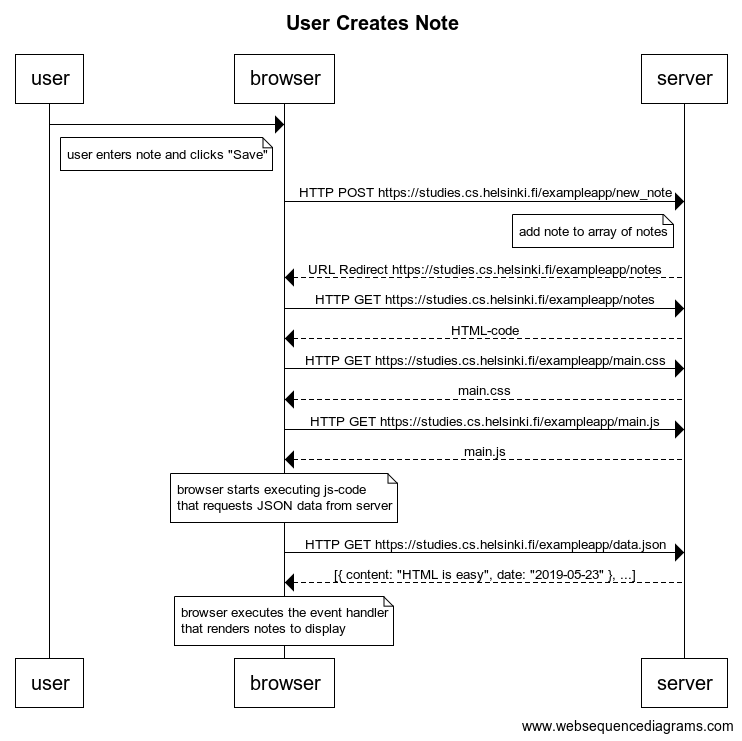 User Creates Note
user
browser
server
user enters note and clicks "Save"
HTTP POST https://studies.cs.helsinki.fi/exampleapp/new_note
add note to array of notes
URL Redirect https://studies.cs.helsinki.fi/exampleapp/notes
HTTP GET https://studies.cs.helsinki.fi/exampleapp/notes
HTML-code
HTTP GET https://studies.cs.helsinki.fi/exampleapp/main.css
main.css
HTTP GET https://studies.cs.helsinki.fi/exampleapp/main.js
main.js
browser starts executing js-code
that requests JSON data from server
HTTP GET https://studies.cs.helsinki.fi/exampleapp/data.json
[{ content: "HTML is easy", date: "2019-05-23" }, ...]
browser executes the event handler
that renders notes to display
user
browser
server
www.websequencediagrams.com